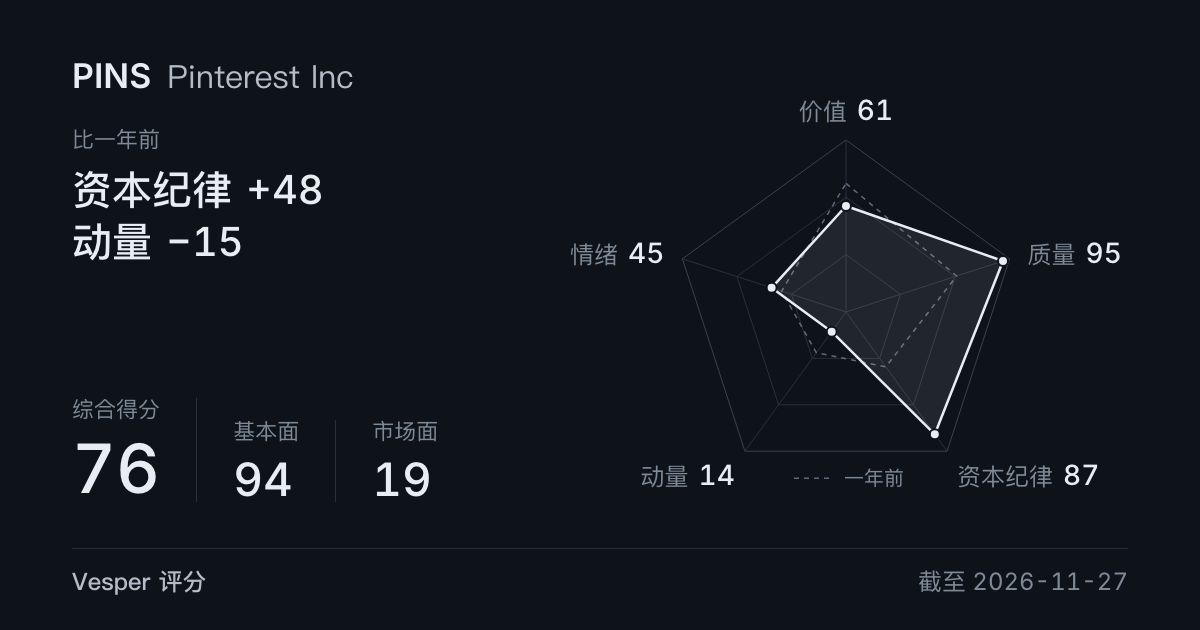 PINS Pinterest Inc
比一年前
资本纪律 +48
动量 −15
价值 61
情绪 45
质量 95
动量 14
一年前
资本纪律 87
综合得分
76
基本面
94
市场面
19
Vesper 评分
截至 2026-11-27